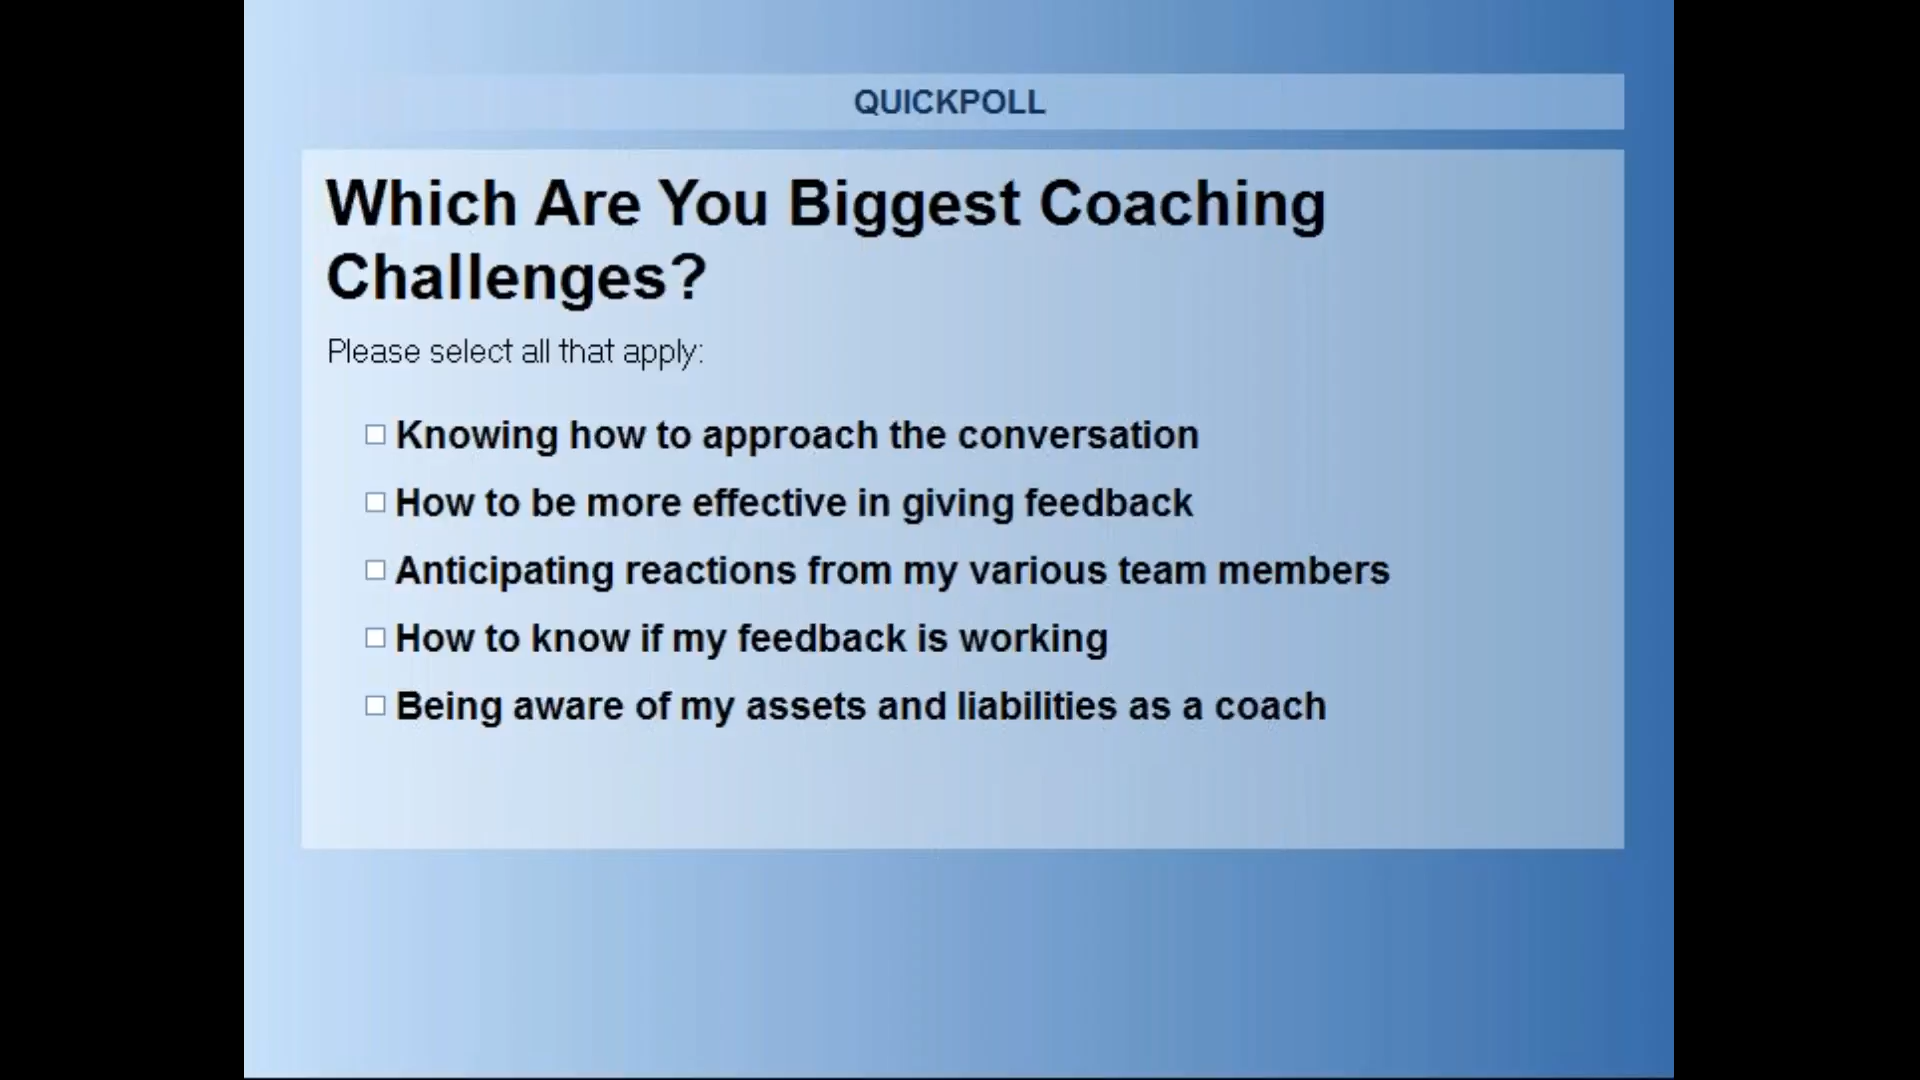 QUICKPOLL
Which Are You Biggest Coaching
Challenges?
Please select all that apply:
Knowing how to approach the conversation
How to be more effective in giving feedback
Anticipating reactions from my various team members
How to know if my feedback is working
Being aware of my assets and liabilities as a coach